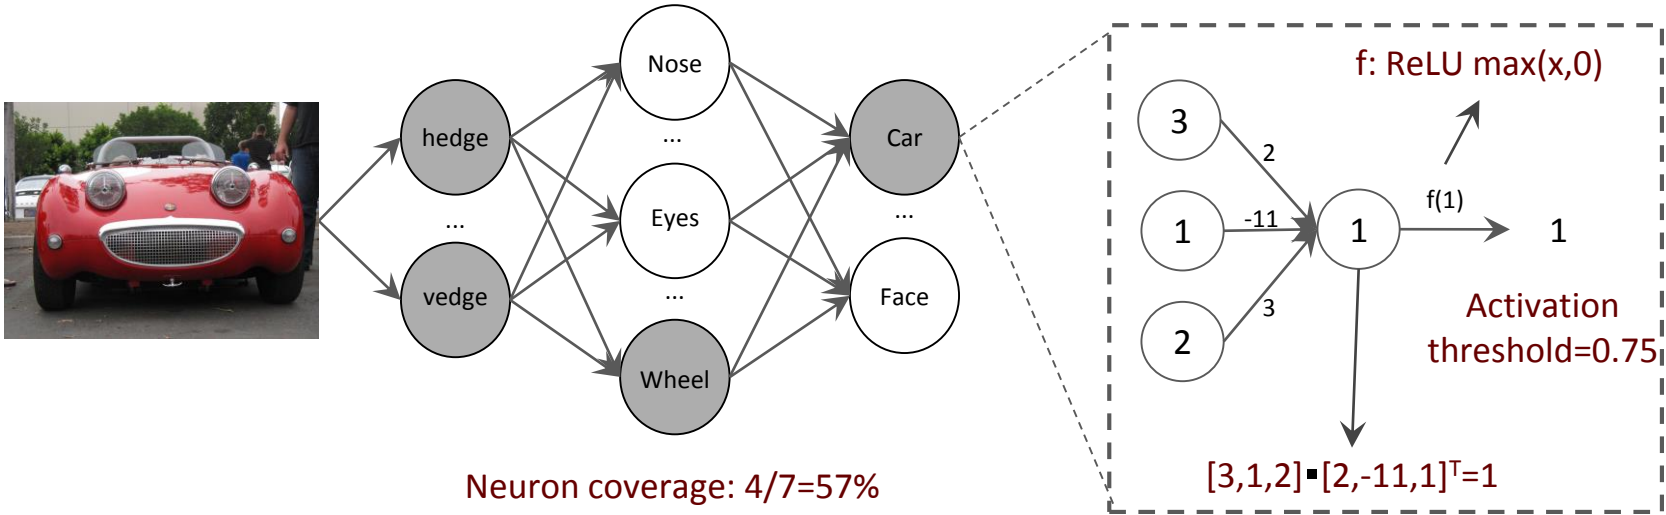 hedge
...
vedge
Nose
...
Eyes
...
Wheel
Car
...
Face
Neuron coverage: 4/7=57%
f: ReLU max(x,0)
3
2
1
-11
1
f(1)
1
2
3
Activation
threshold=0.75
[3,1,2]▪[2,-11,1]ᵀ=1